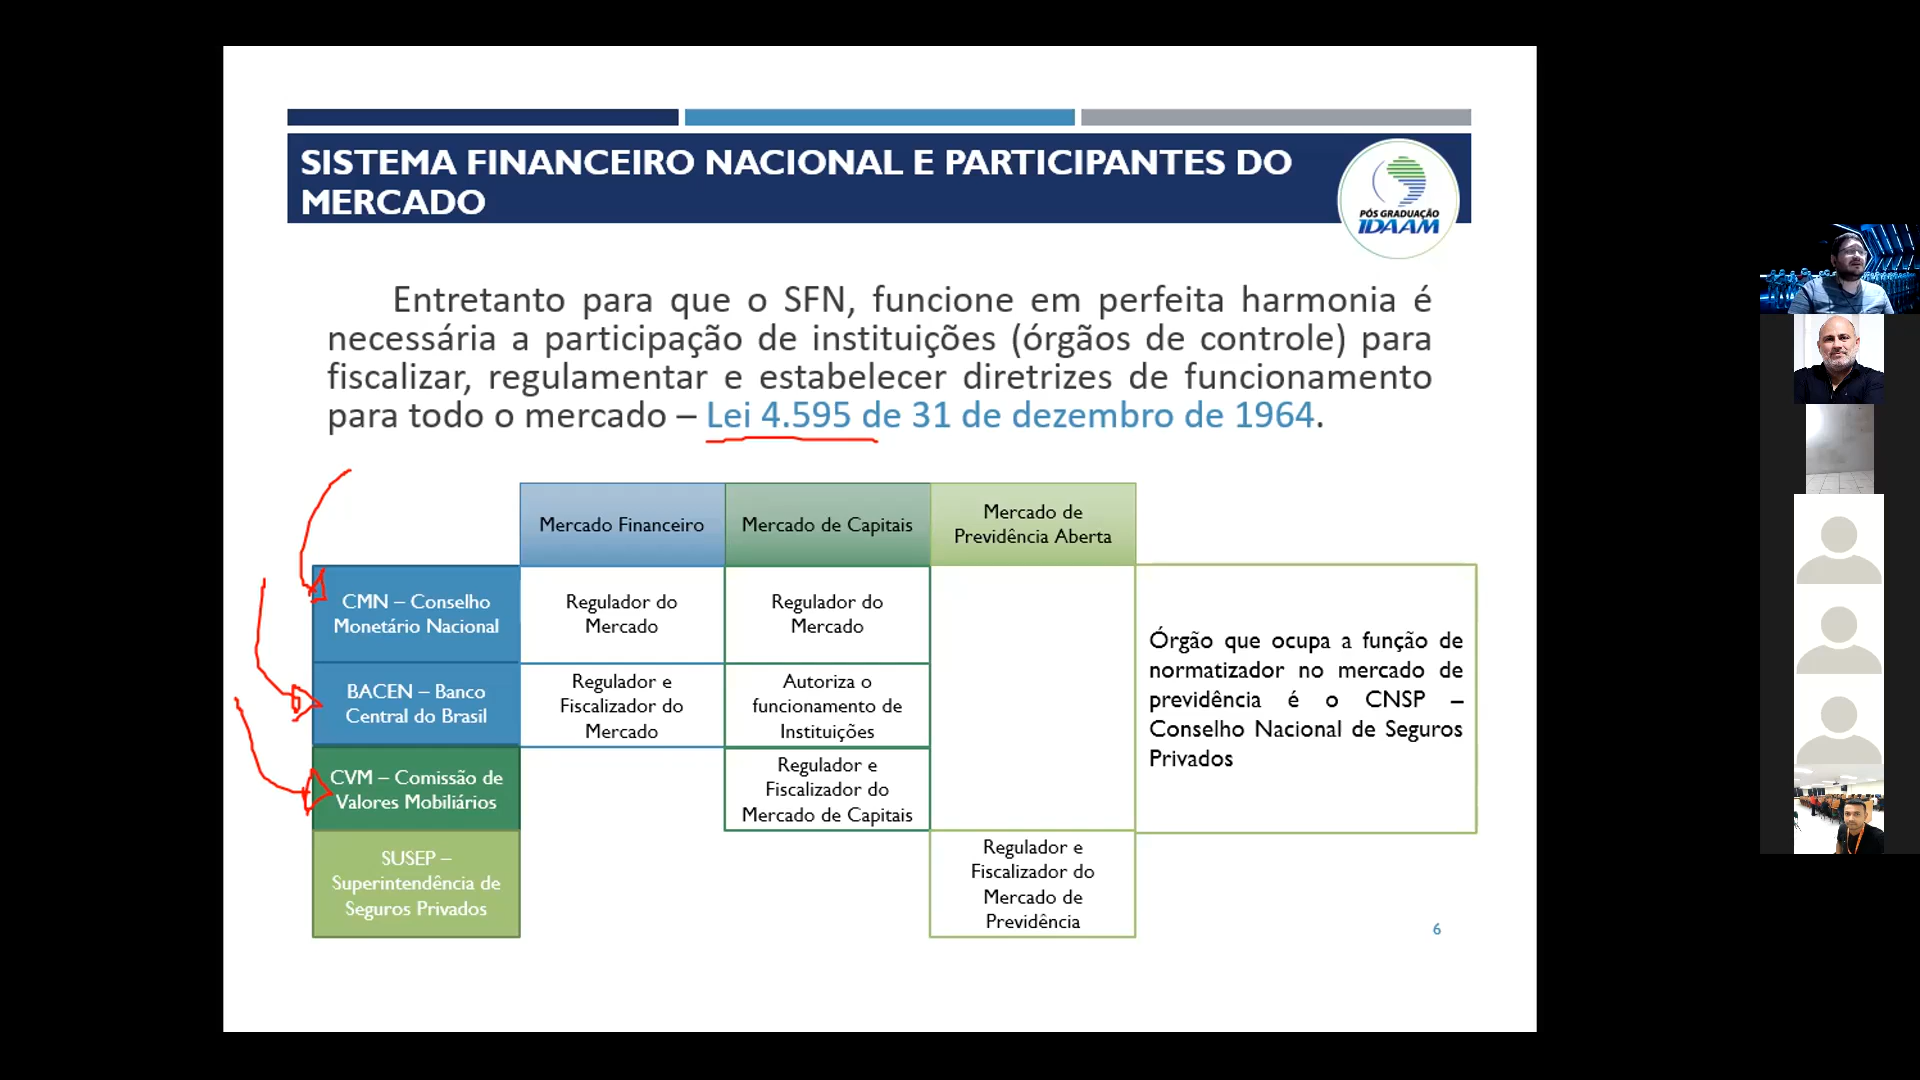 SISTEMA FINANCEIRO NACIONAL E PARTICIPANTES DO
MERCADO
PÓS GRADUAÇÃO
IDAAM
Entretanto para que o SFN, funcione em perfeita harmonia é
necessária a participação de instituições (órgãos de controle) para
fiscalizar, regulamentar e estabelecer diretrizes de funcionamento
para todo o mercado – Lei 4.595 de 31 de dezembro de 1964.
Mercado Financeiro
Mercado de Capitais
Mercado de
Previdência Aberta
CMN – Conselho
Monetário Nacional
Regulador do
Mercado
Regulador do
Mercado
BACEN – Banco
Central do Brasil
Regulador e
Fiscalizador do
Mercado
Autoriza o
funcionamento de
Instituições
CVM – Comissão de
Valores Mobiliários
Regulador e
Fiscalizador do
Mercado de Capitais
Órgão que ocupa a função de
normatizador no mercado de
previdência é o CNSP –
Conselho Nacional de Seguros
Privados
SUSEP –
Superintendência de
Seguros Privados
Regulador e
Fiscalizador do
Mercado de
Previdência
6